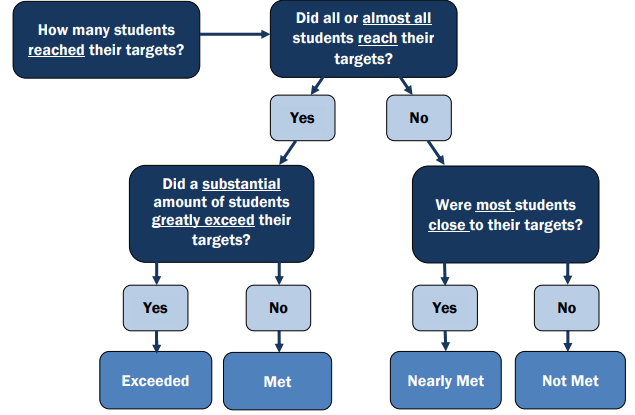 How many students
reached their targets?
Did all or almost all
students reach their
targets?
Yes
No
Did a substantial
amount of students
greatly exceed their
targets?
Were most students
close to their targets?
Yes
No
Yes
No
Exceeded
Met
Nearly Met
Not Met